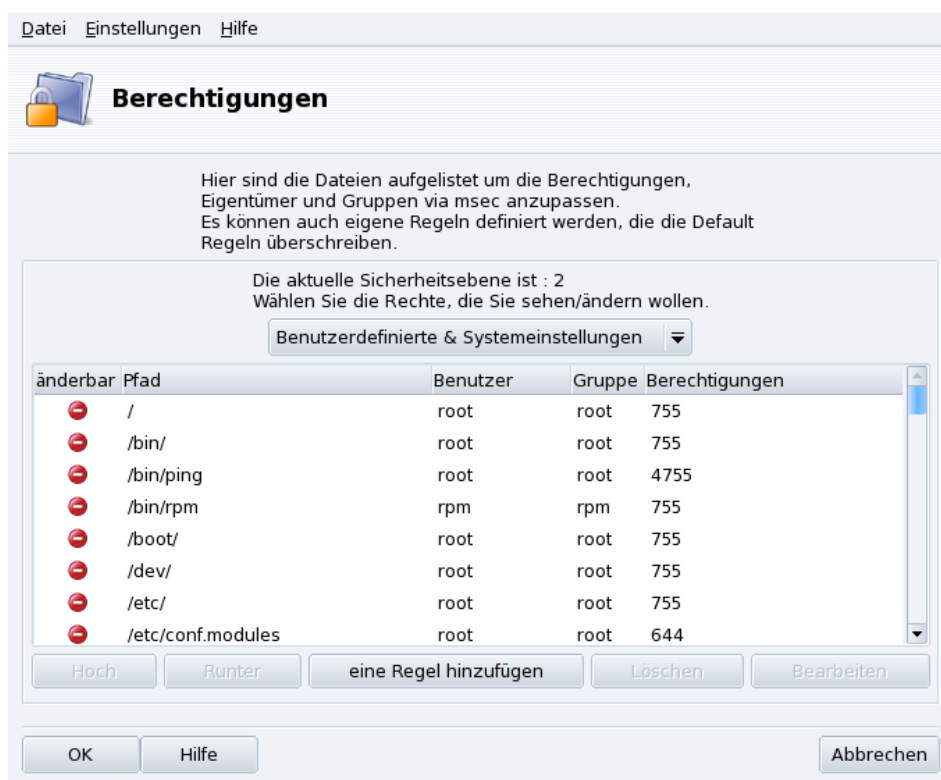 Datei Einstellungen Hilfe
Berechtigungen
Hier sind die Dateien aufgelistet um die Berechtigungen,
Eigentümer und Gruppen via msec anzupassen.
Es können auch eigene Regeln definiert werden, die die Default
Regeln überschreiben.
Die aktuelle Sicherheitsebene ist : 2
Wählen Sie die Rechte, die Sie sehen/ändern wollen.
Benutzerdefinierte & Systemeinstellungen
änderbar Pfad Benutzer Gruppe Berechtigungen
/ root root 755
/bin/ root root 755
/bin/ping root root 4755
/bin/rpm rpm rpm 755
/boot/ root root 755
/dev/ root root 755
/etc/ root root 755
/etc/conf.modules root root 644
Hoch Runter eine Regel hinzufügen Löschen Bearbeiten
OK Hilfe Abbrechen